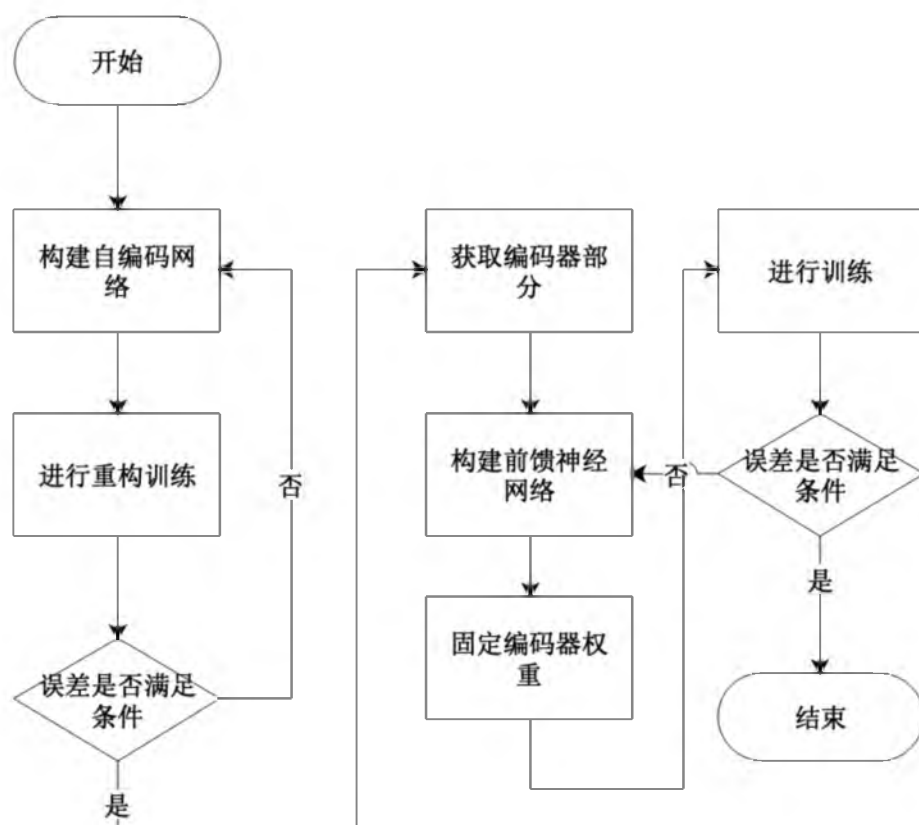 开始
构建自编码网
络
进行重构训练
否
误差是否满足
条件
是
获取编码器部
分
构建前馈神经
网络
固定编码器权
重
进行训练
误差是否满足
条件
否
是
结束